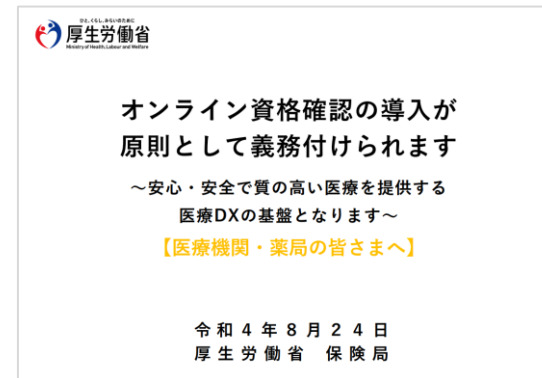 ひと、くらし、みらいのために
厚生労働省
Ministry of Health, Labour and Welfare
オンライン資格確認の導入が
原則として義務付けられます
～安心・安全で質の高い医療を提供する
医療DXの基盤となります～
【医療機関・薬局の皆さまへ】
令和４年８月２４日
厚生労働省　保険局